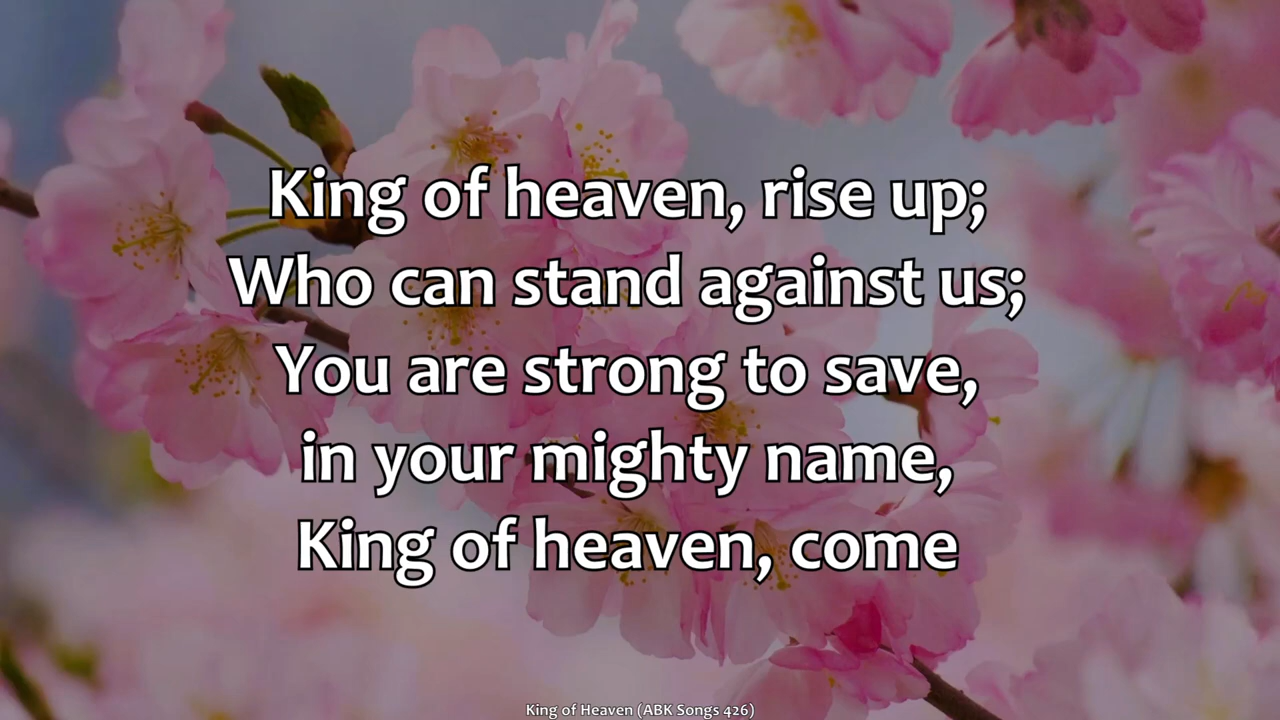 King of heaven, rise up;
Who can stand against us;
You are strong to save,
in your mighty name,
King of heaven, come
King of Heaven (ABK Songs 426)